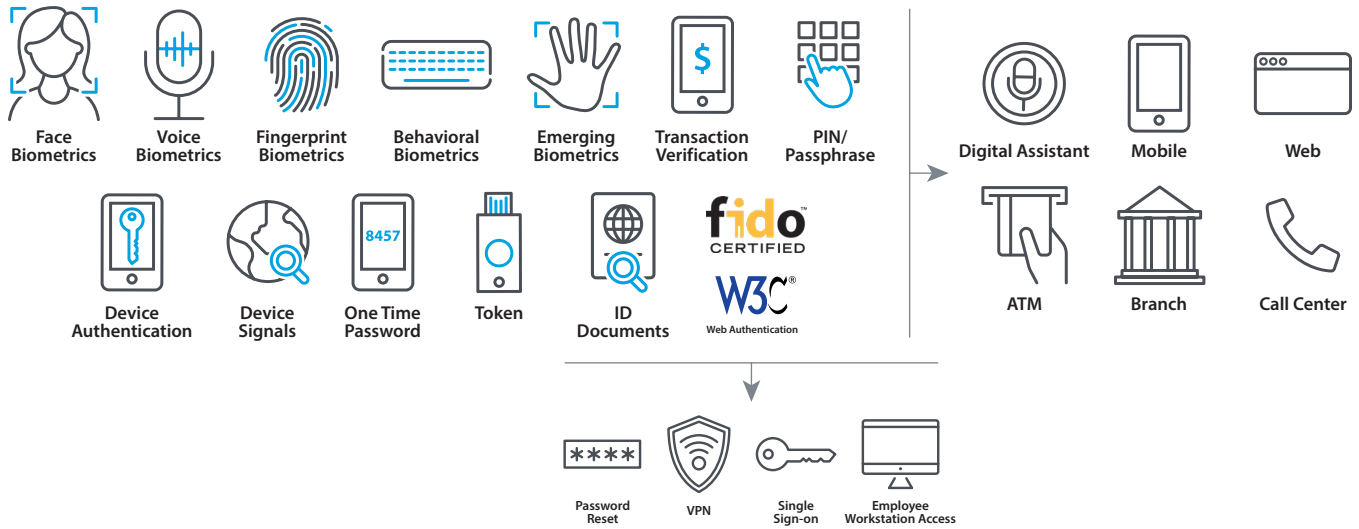 $
Face
Biometrics
Voice
Biometrics
Fingerprint
Biometrics
Behavioral
Biometrics
Emerging
Biometrics
Transaction
Verification
PIN/
Passphrase
Digital Assistant
Mobile
Web
8457
fido™
CERTIFIED
W3C®
Web Authentication
Device
Authentication
Device
Signals
One Time
Password
Token
ID
Documents
ATM
Branch
Call Center
****
Password
Reset
VPN
Single
Sign-on
Employee
Workstation Access